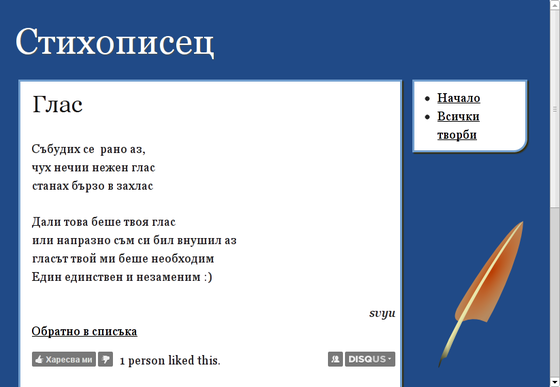 Стихописец
Глас
Събудих се рано аз,
чух нечии нежен глас
станах бързо в захлас
Дали това беше твоя глас
или напразно съм си бил внушил аз
гласът твой ми беше необходим
Един единствен и незаменим :)
svyu
Обратно в списъка
Харесва ми
1 person liked this.
DISQUS
Начало
Всички
творби